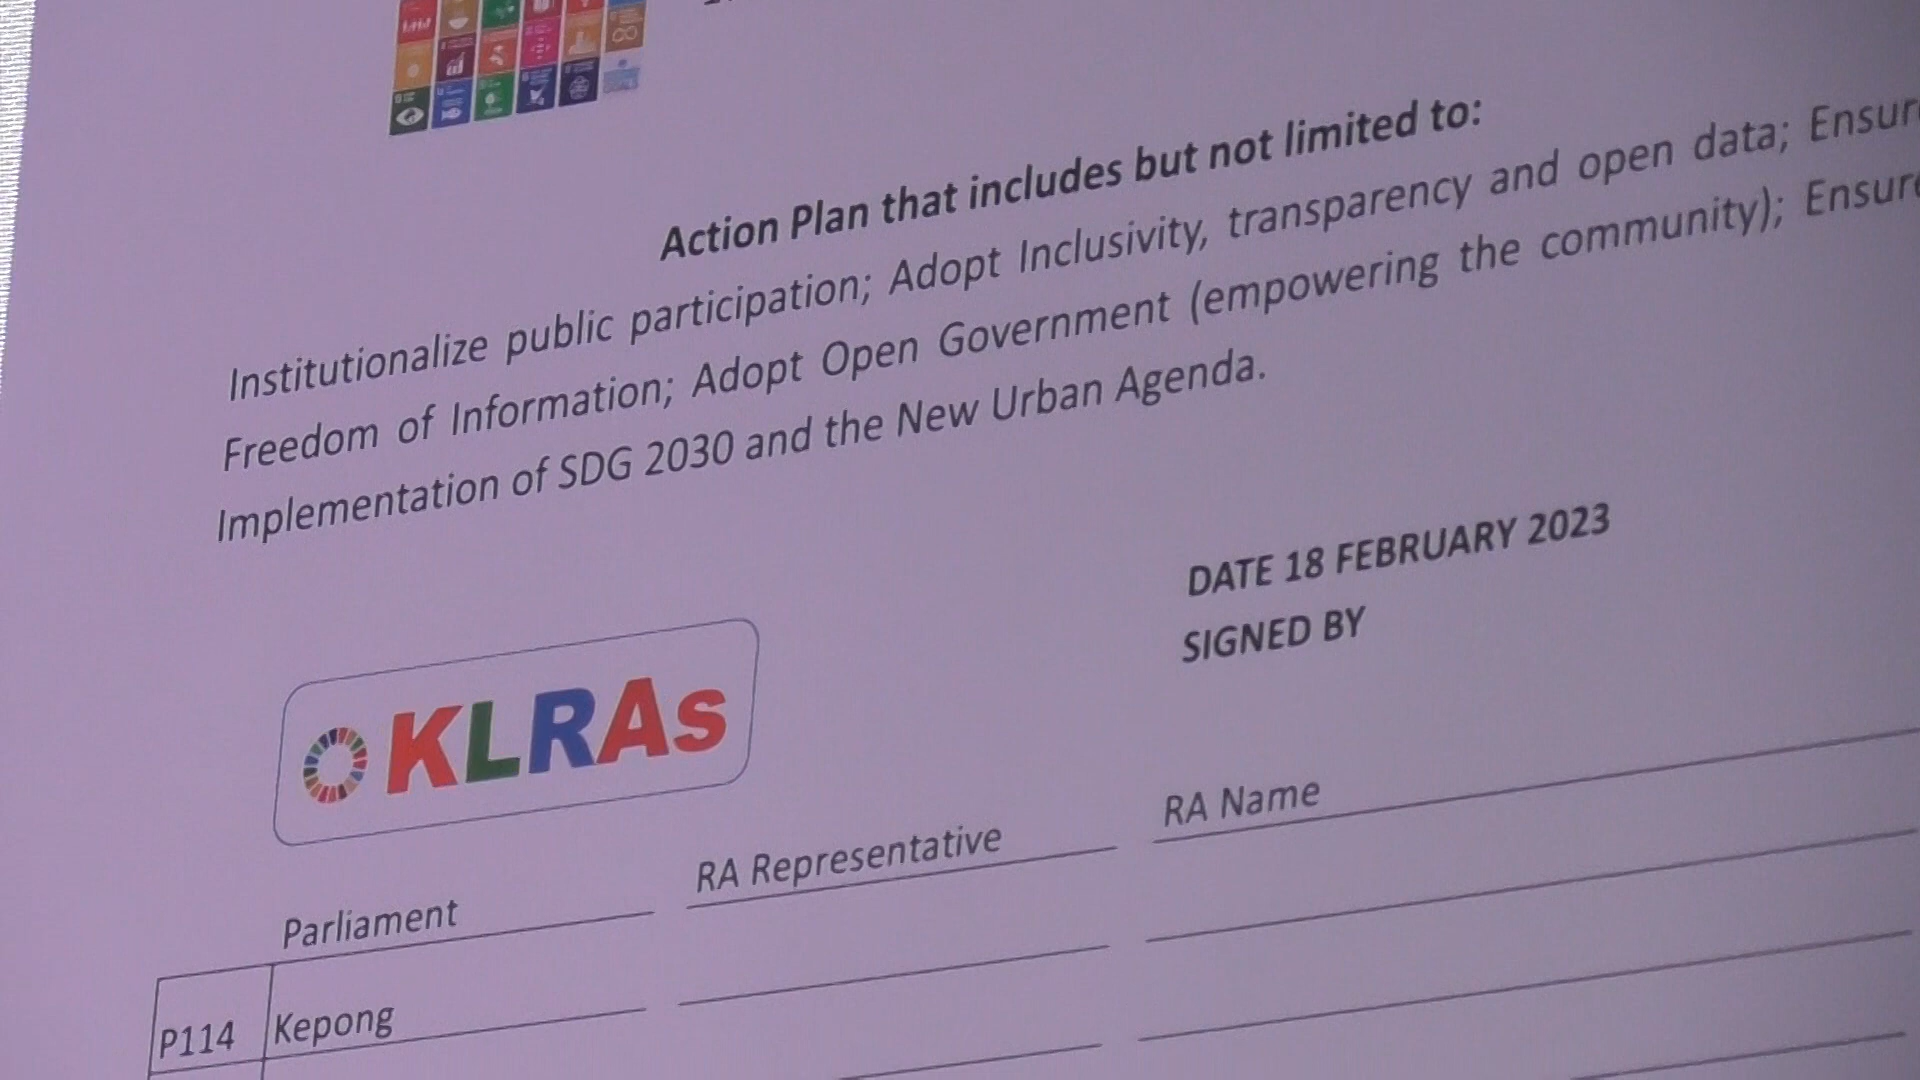 Action Plan that includes but not limited to:
Institutionalize public participation; Adopt Inclusivity, transparency and open data; Ensure
Freedom of Information; Adopt Open Government (empowering the community); Ensure
Implementation of SDG 2030 and the New Urban Agenda.
DATE 18 FEBRUARY 2023
SIGNED BY
KLRAs
Parliament RA Representative RA Name
P114 Kepong